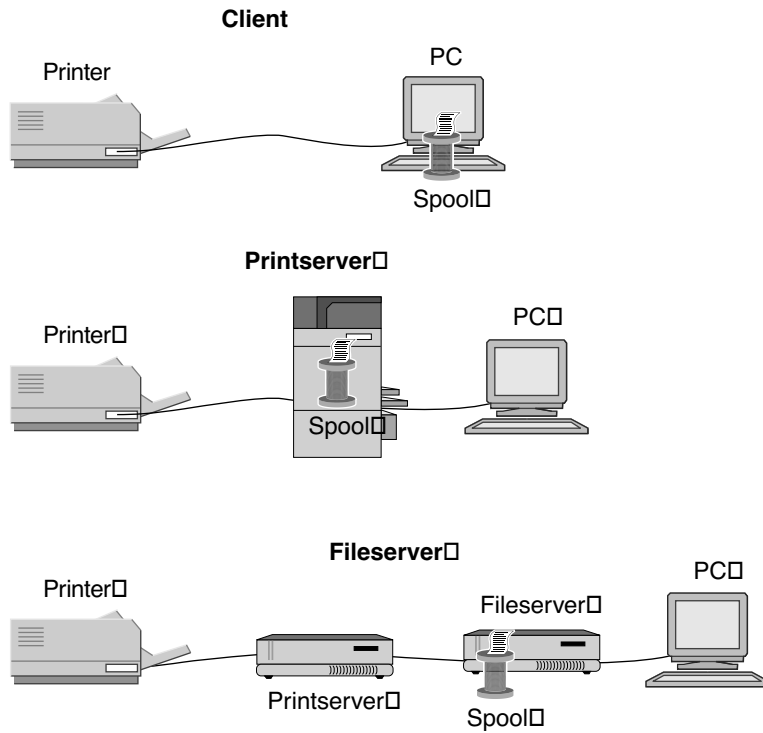 Client
Printer
PC
Spool□
Printserver□
Printer□
PC□
Spool□
Fileserver□
Printer□
Fileserver□
PC□
Printserver□
Spool□